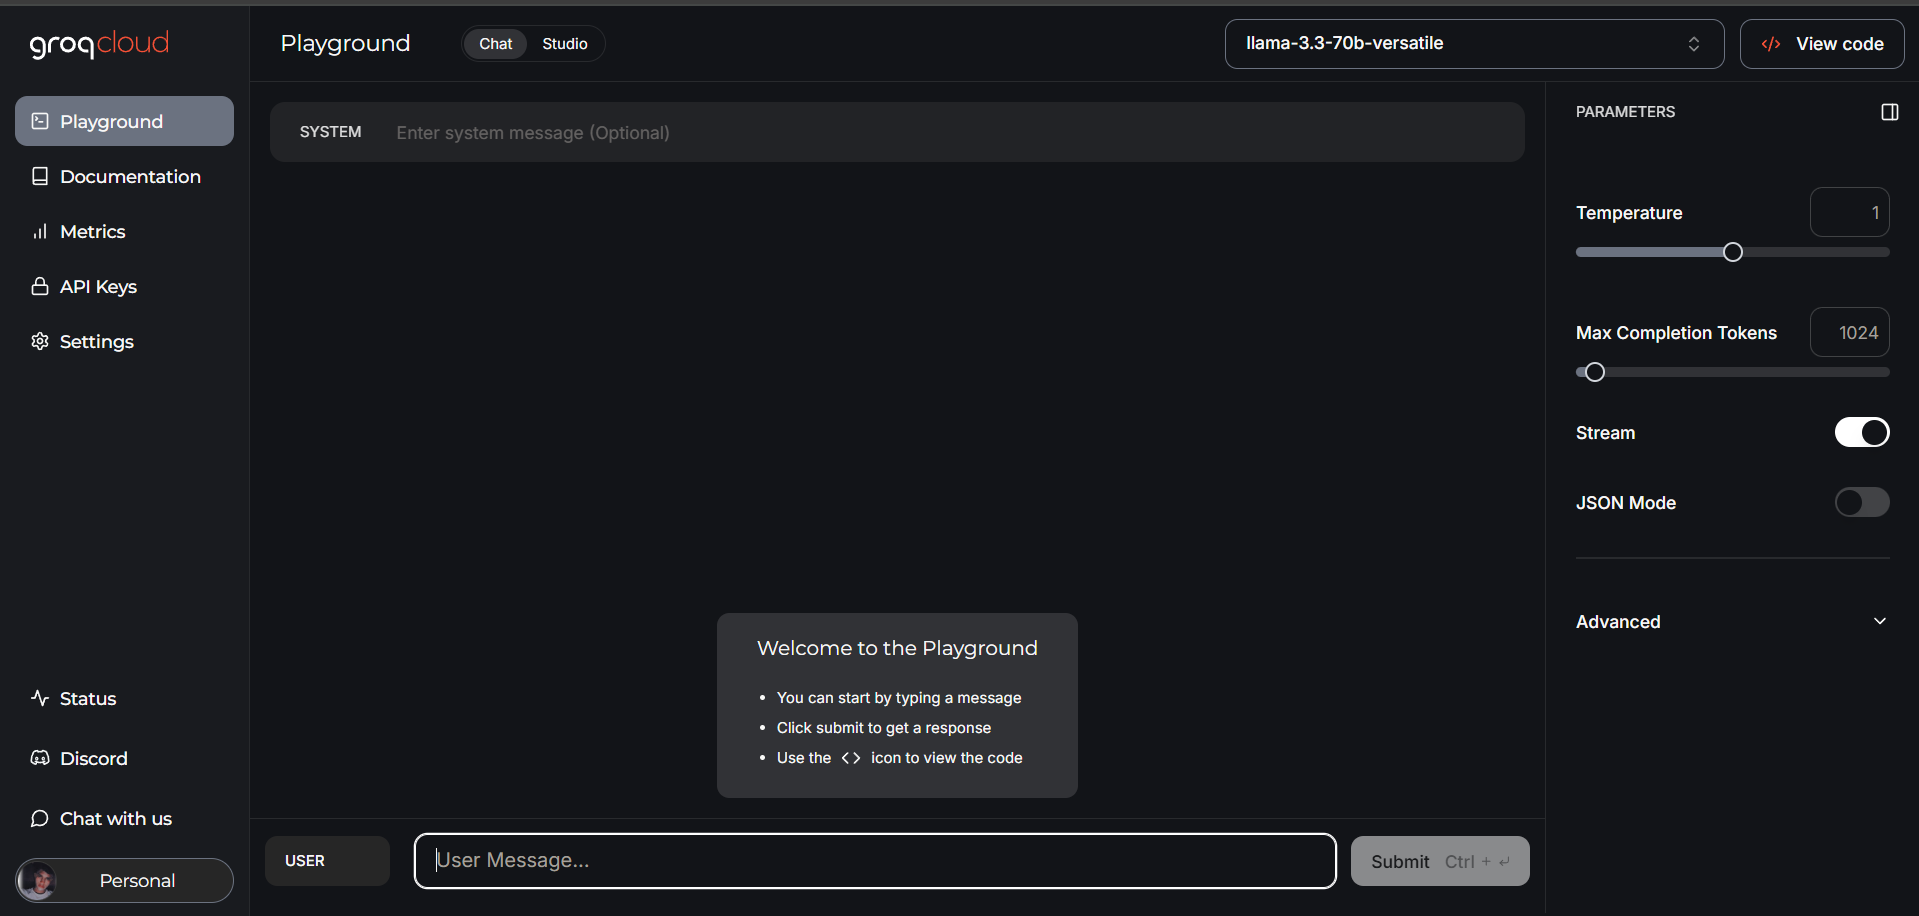 groqcloud
Playground
Documentation
Metrics
API Keys
Settings
Status
Discord
Chat with us
Personal
Playground
Chat
Studio
llama-3.3-70b-versatile
</> View code
SYSTEM
Enter system message (Optional)
Welcome to the Playground
• You can start by typing a message
• Click submit to get a response
• Use the <> icon to view the code
USER
User Message...
Submit Ctrl + ↵
PARAMETERS
Temperature 1
Max Completion Tokens 1024
Stream
JSON Mode
Advanced